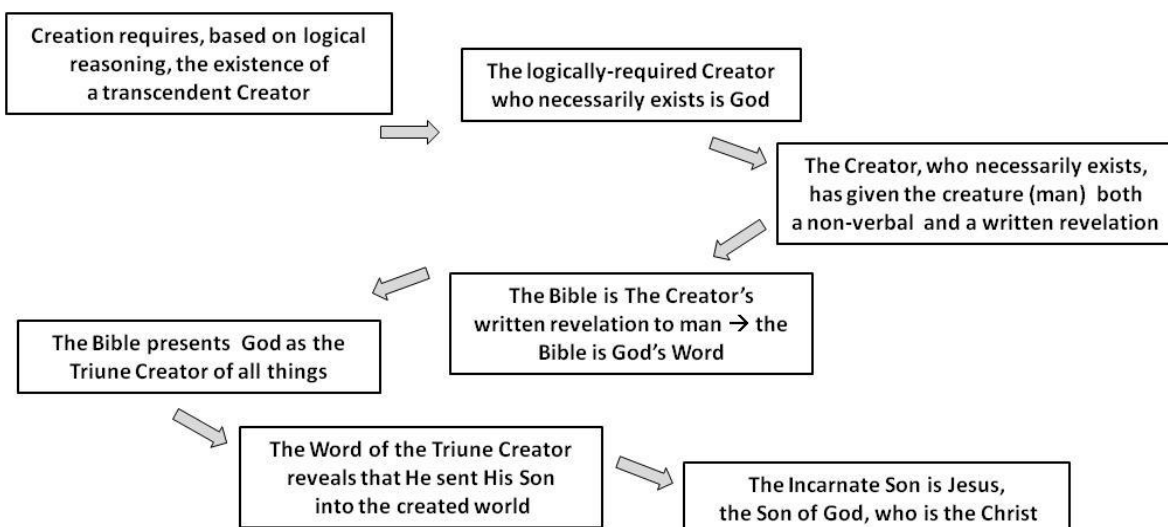 Creation requires, based on logical
reasoning, the existence of
a transcendent Creator
The logically-required Creator
who necessarily exists is God
The Creator, who necessarily exists,
has given the creature (man) both
a non-verbal and a written revelation
The Bible is The Creator's
written revelation to man → the
Bible is God's Word
The Bible presents God as the
Triune Creator of all things
The Word of the Triune Creator
reveals that He sent His Son
into the created world
The Incarnate Son is Jesus,
the Son of God, who is the Christ